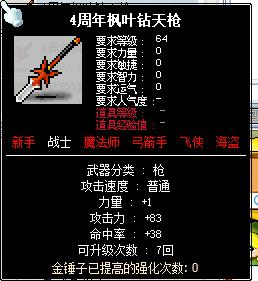 4周年枫叶钻天枪
要求等级： 64
要求力量： 0
要求敏捷： 0
要求智力： 0
要求运气： 0
要求人气度： -
道具等级： -
道具经验值： -
新手 战士 魔法师 弓箭手 飞侠 海盗
武器分类： 枪
攻击速度： 普通
力量： +1
攻击力： +83
命中率： +38
可升级次数： 7回
金锤子已提高的强化次数: 0